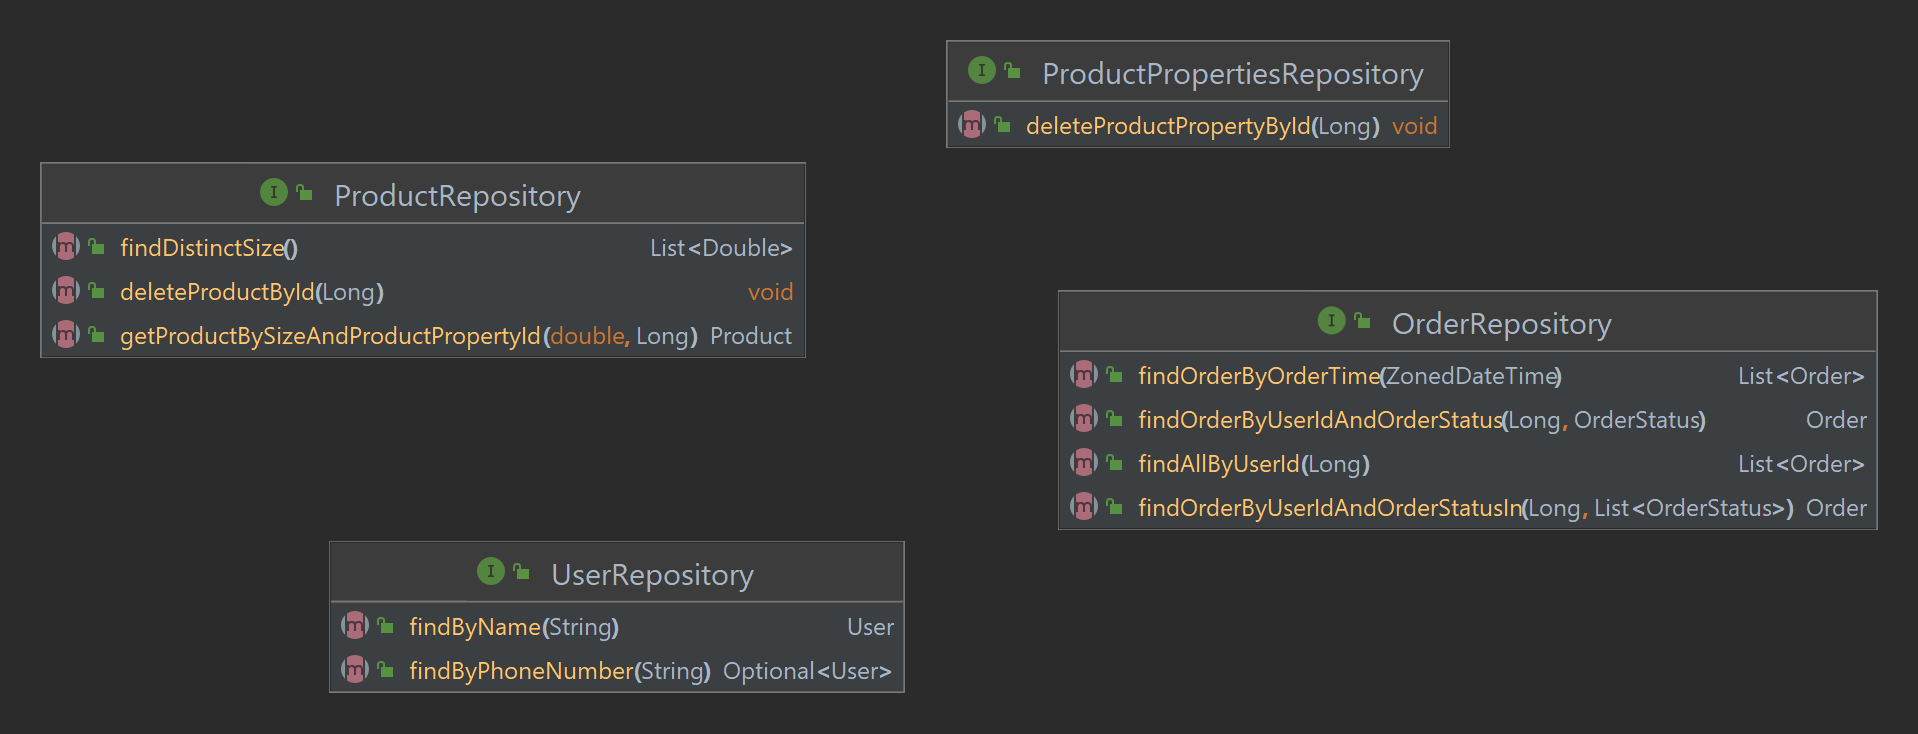 ProductPropertiesRepository
deleteProductPropertyById(Long) void
ProductRepository
findDistinctSize() List<Double>
deleteProductById(Long) void
getProductBySizeAndProductPropertyId(double, Long) Product
OrderRepository
findOrderByOrderTime(ZonedDateTime) List<Order>
findOrderByUserIdAndOrderStatus(Long, OrderStatus) Order
findAllByUserId(Long) List<Order>
findOrderByUserIdAndOrderStatusIn(Long, List<OrderStatus>) Order
UserRepository
findByName(String) User
findByPhoneNumber(String) Optional<User>